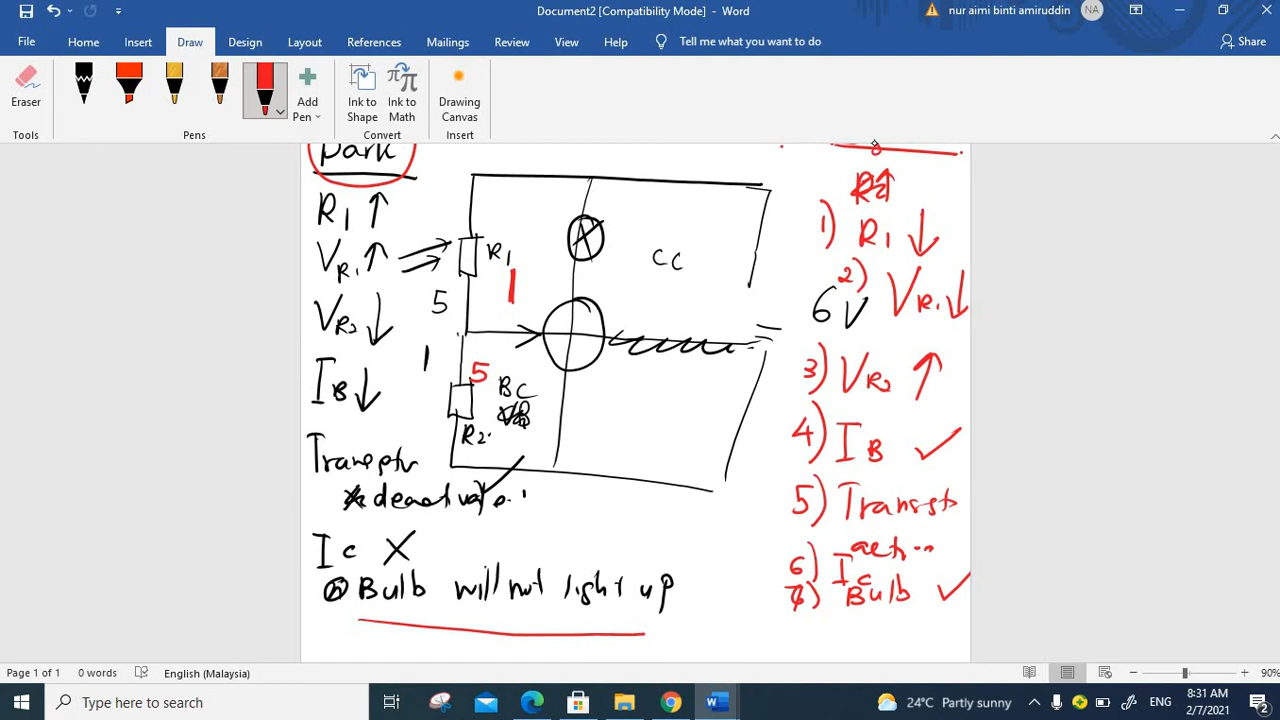 Document2 [Compatibility Mode] - Word
nur aimi binti amiruddin
NA
File
Home
Insert
Draw
Design
Layout
References
Mailings
Review
View
Help
Tell me what you want to do
Share
Eraser
Add Pen
Ink to Shape
Ink to Math
Drawing Canvas
Tools
Pens
Convert
Insert
Dark
R1 ↑
VR1 ↑
VR2 ↓
IB ↓
deactivate
Ic X
Bulb will not light up
R1
5
1
CC
6V
1
5
BC
R2
1) R1 ↓
2) VR1 ↓
3) VR2 ↑
4) IB ✓
5)
6) Ic
7) Bulb ✓
Page 1 of 1
0 words
English (Malaysia)
90%
Type here to search
24°C Partly sunny
ENG
8:31 AM
2/7/2021